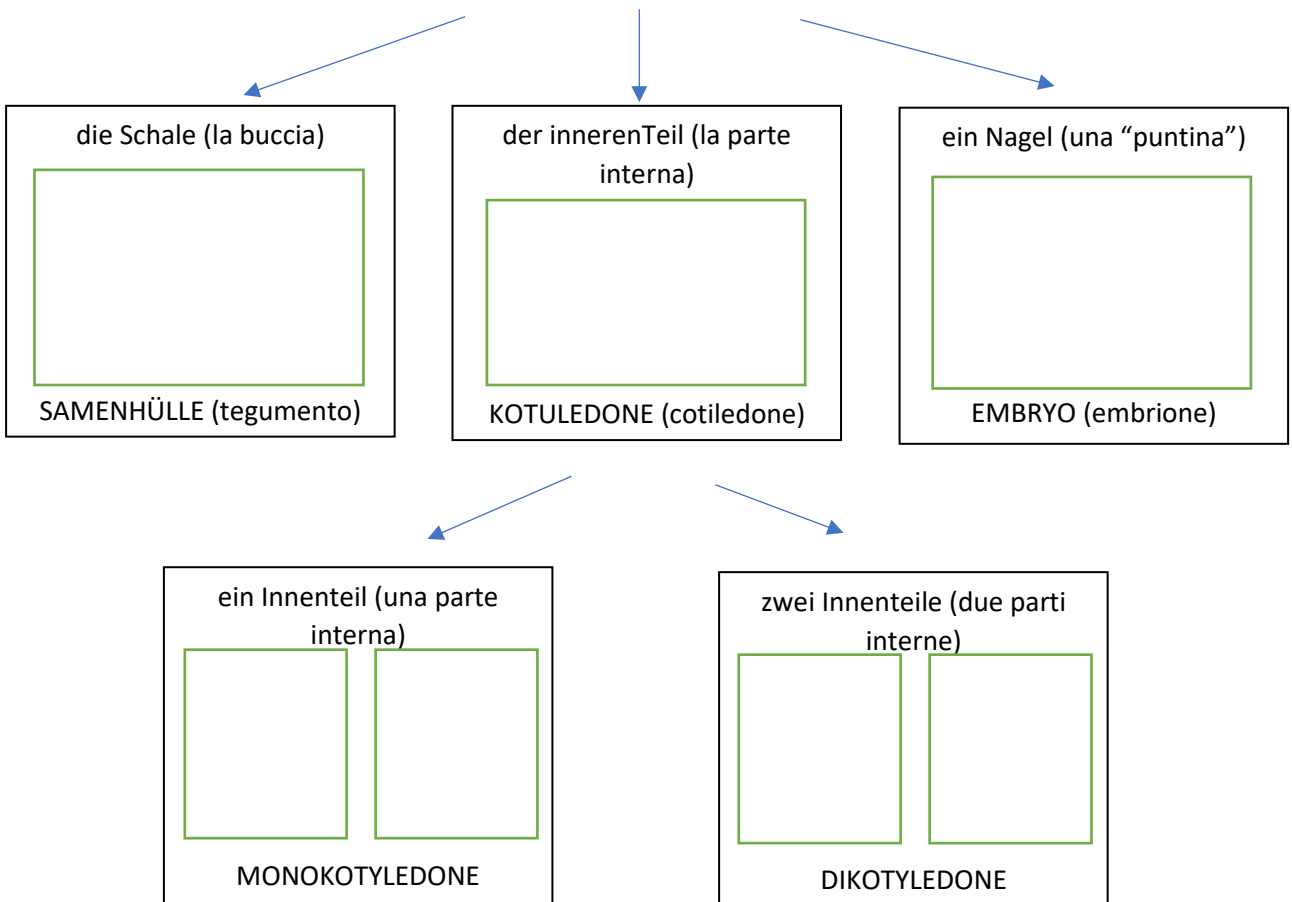 die Schale (la buccia)
SAMENHÜLLE (tegumento)
der innerenTeil (la parte
interna)
KOTULEDONE (cotiledone)
ein Nagel (una “puntina”)
EMBRYO (embrione)
ein Innenteil (una parte
interna)
MONOKOTYLEDONE
zwei Innenteile (due parti
interne)
DIKOTYLEDONE